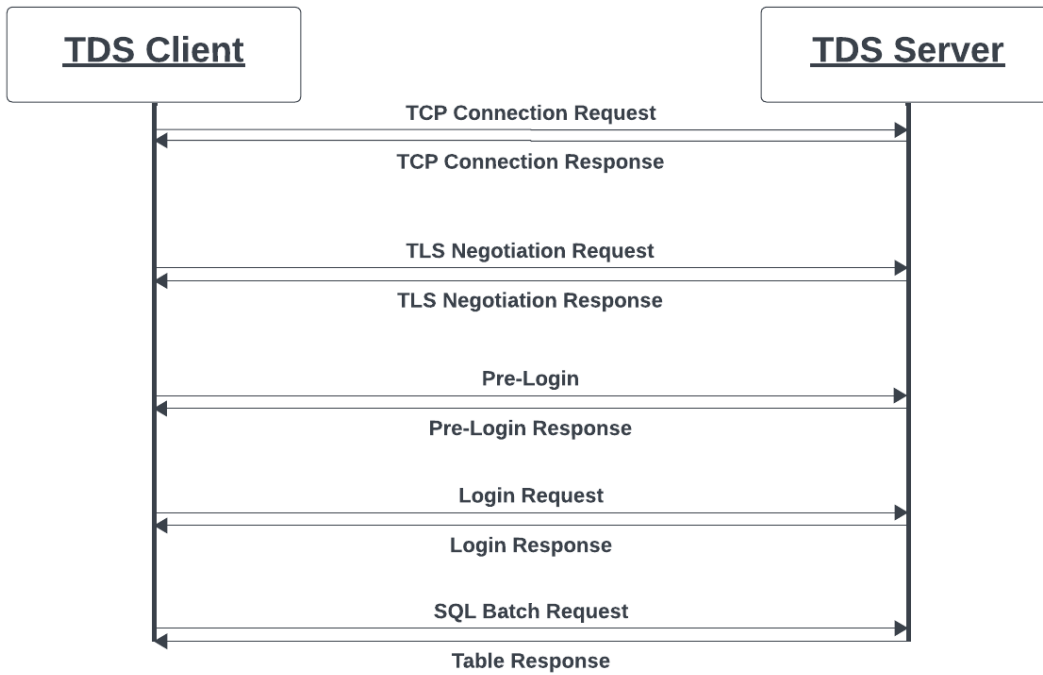 TDS Client
TDS Server
TCP Connection Request
TCP Connection Response
TLS Negotiation Request
TLS Negotiation Response
Pre-Login
Pre-Login Response
Login Request
Login Response
SQL Batch Request
Table Response